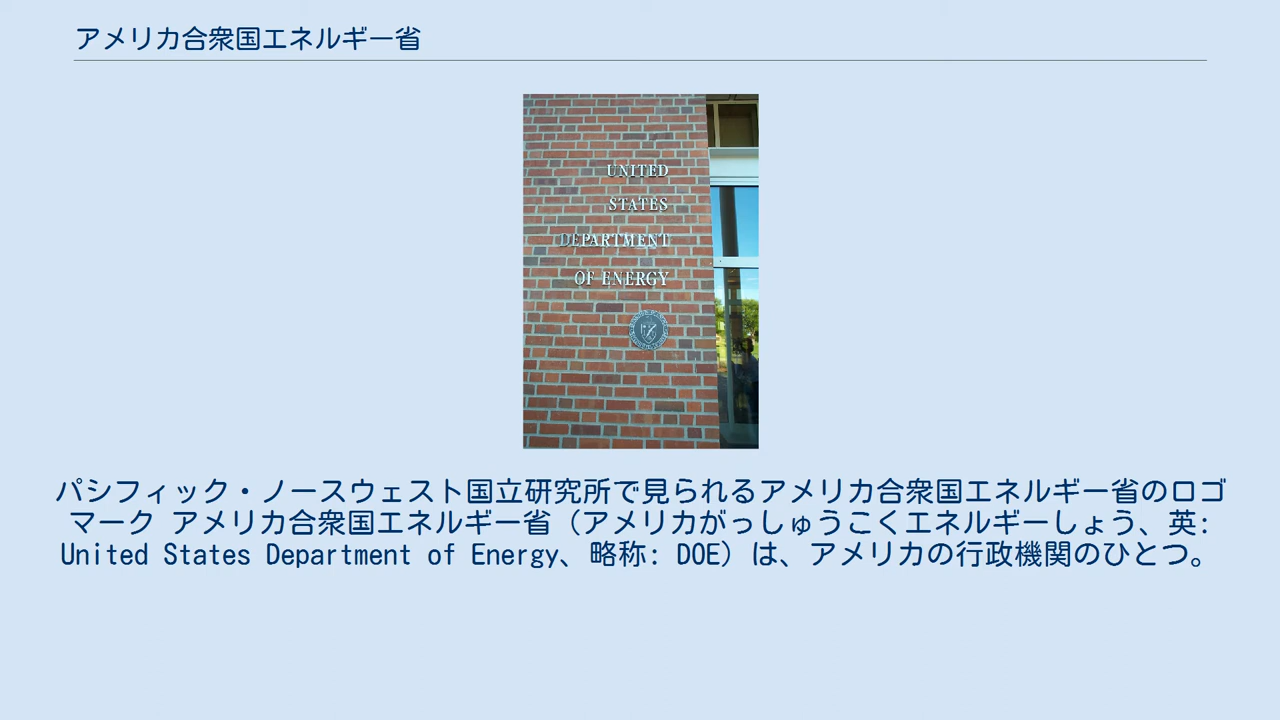 アメリカ合衆国エネルギー省
UNITED
STATES
DEPARTMENT
OF ENERGY
パシフィック・ノースウェスト国立研究所で見られるアメリカ合衆国エネルギー省のロゴ
マーク アメリカ合衆国エネルギー省（アメリカがっしゅうこくエネルギーしょう、英:
United States Department of Energy、略称: DOE）は、アメリカの行政機関のひとつ。